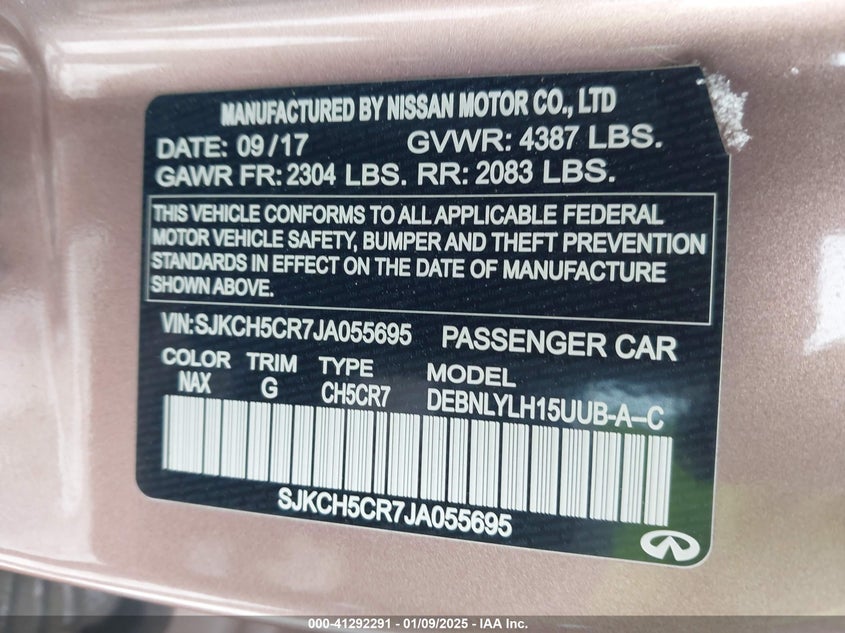 MANUFACTURED BY NISSAN MOTOR CO., LTD
DATE: 09/17 GVWR: 4387 LBS.
GAWR FR: 2304 LBS. RR: 2083 LBS.
THIS VEHICLE CONFORMS TO ALL APPLICABLE FEDERAL
MOTOR VEHICLE SAFETY, BUMPER AND THEFT PREVENTION
STANDARDS IN EFFECT ON THE DATE OF MANUFACTURE
SHOWN ABOVE.
VIN:SJKCH5CR7JA055695 PASSENGER CAR
COLOR TRIM TYPE MODEL
NAX G CH5CR7 DEBNLYLH15UUB-A–C
SJKCH5CR7JA055695
000-41292291 - 01/09/2025 - IAA Inc.